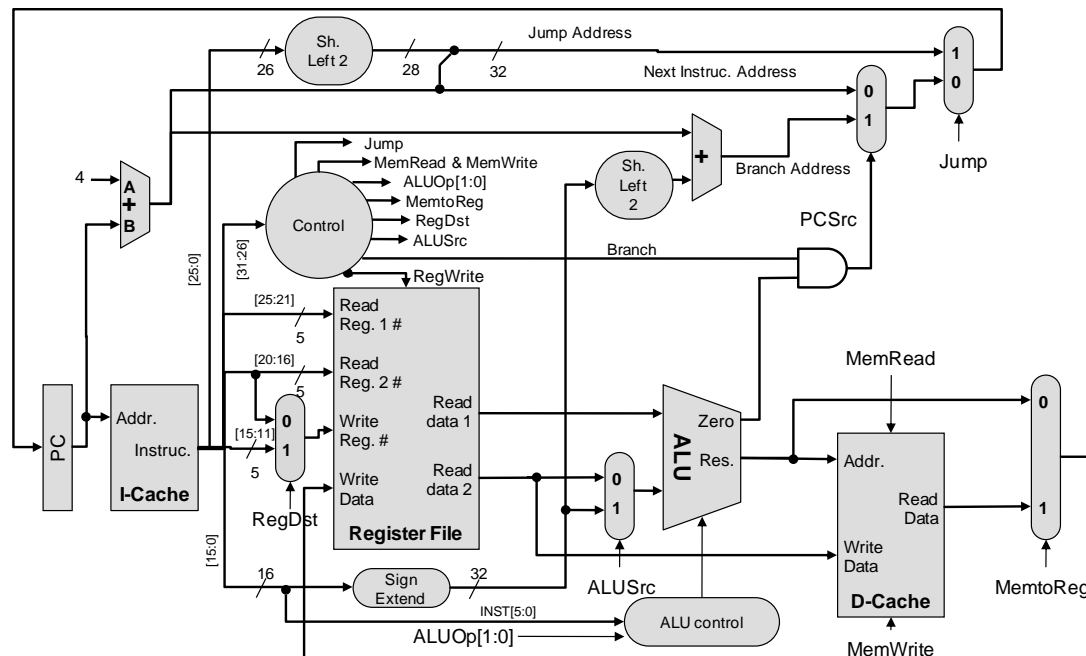 Sh.
Left 2
26
28
32
Jump Address
Next Instruc. Address
1
0
Jump
0
1
PCSrc
4
A
+
B
Control
Jump
MemRead & MemWrite
ALUOp[1:0]
MemtoReg
RegDst
ALUSrc
Branch
RegWrite
Sh.
Left
2
+
Branch Address
[25:0]
[31:26]
[25:21]
5
[20:16]
5
[15:11]
5
0
1
RegDst
PC
Addr.
Instruc.
I-Cache
Read
Reg. 1 #
Read
Reg. 2 #
Write
Reg. #
Write
Data
Read
data 1
Read
data 2
Register File
0
1
ALUSrc
ALU
Zero
Res.
MemRead
Addr.
Read
Data
Write
Data
D-Cache
MemWrite
0
1
MemtoReg
[15:0]
16
Sign
Extend
32
INST[5:0]
ALUOp[1:0]
ALU control